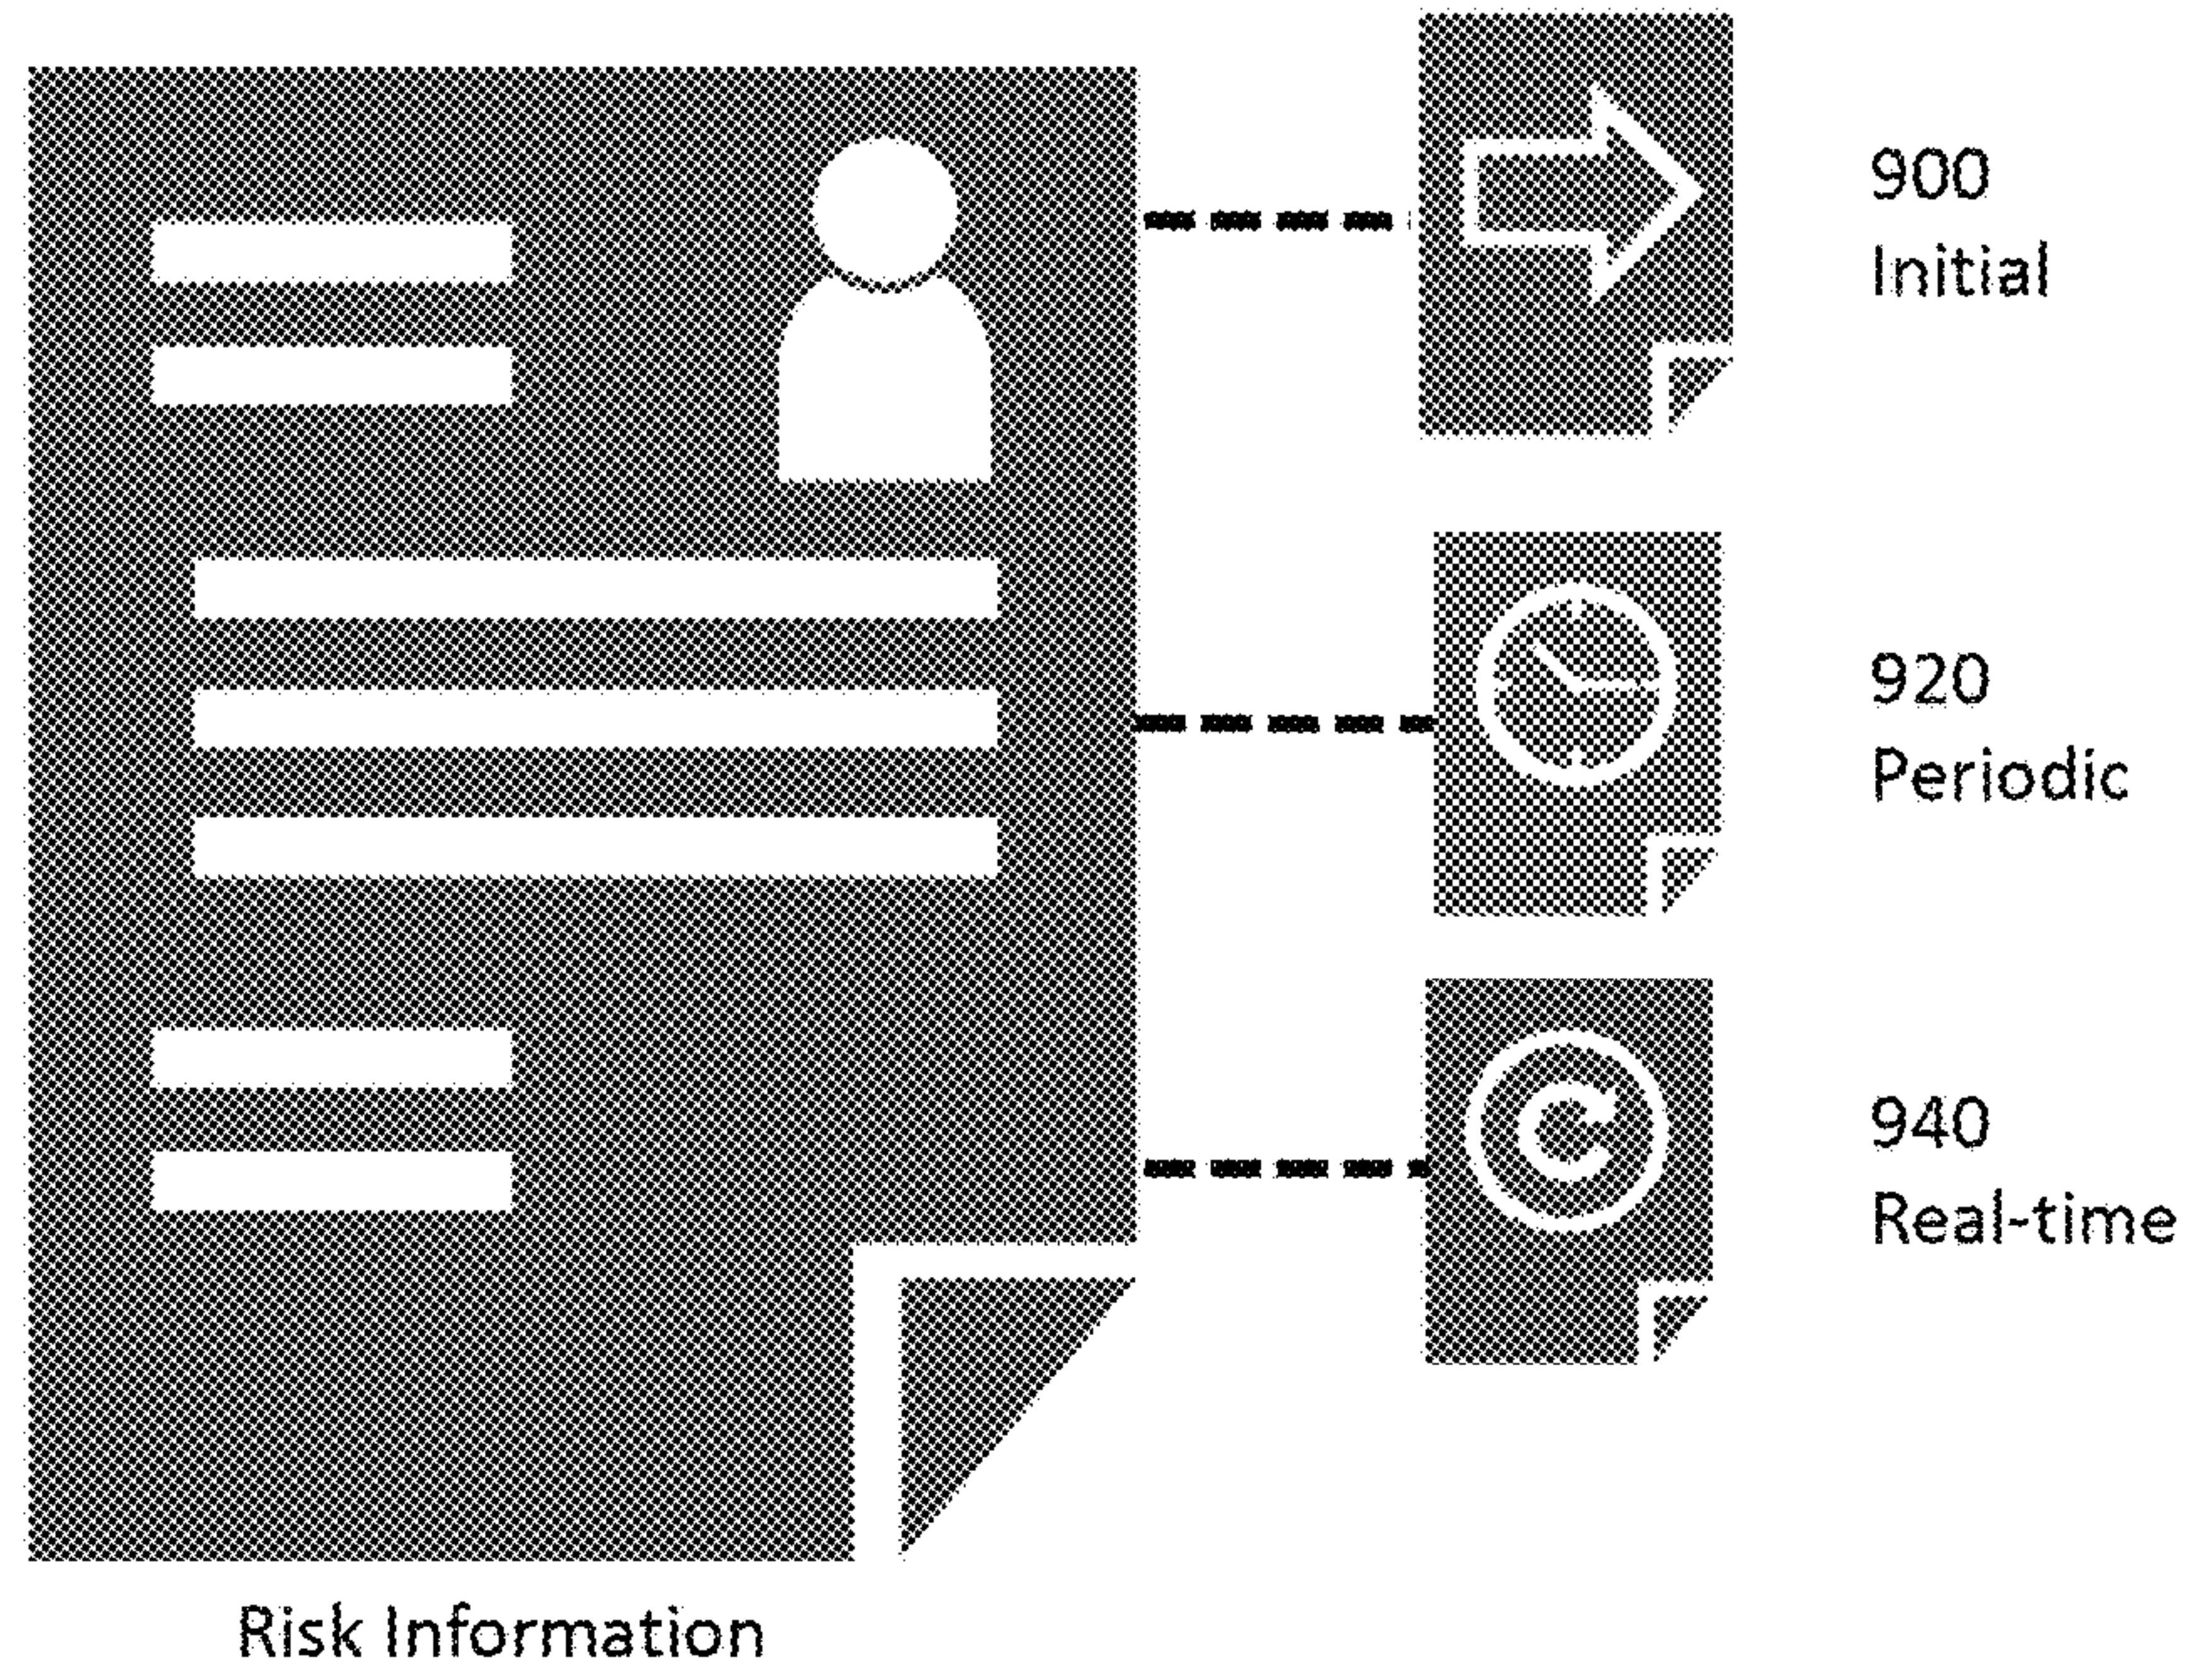 900
Initial
920
Periodic
940
Real-time
Risk Information